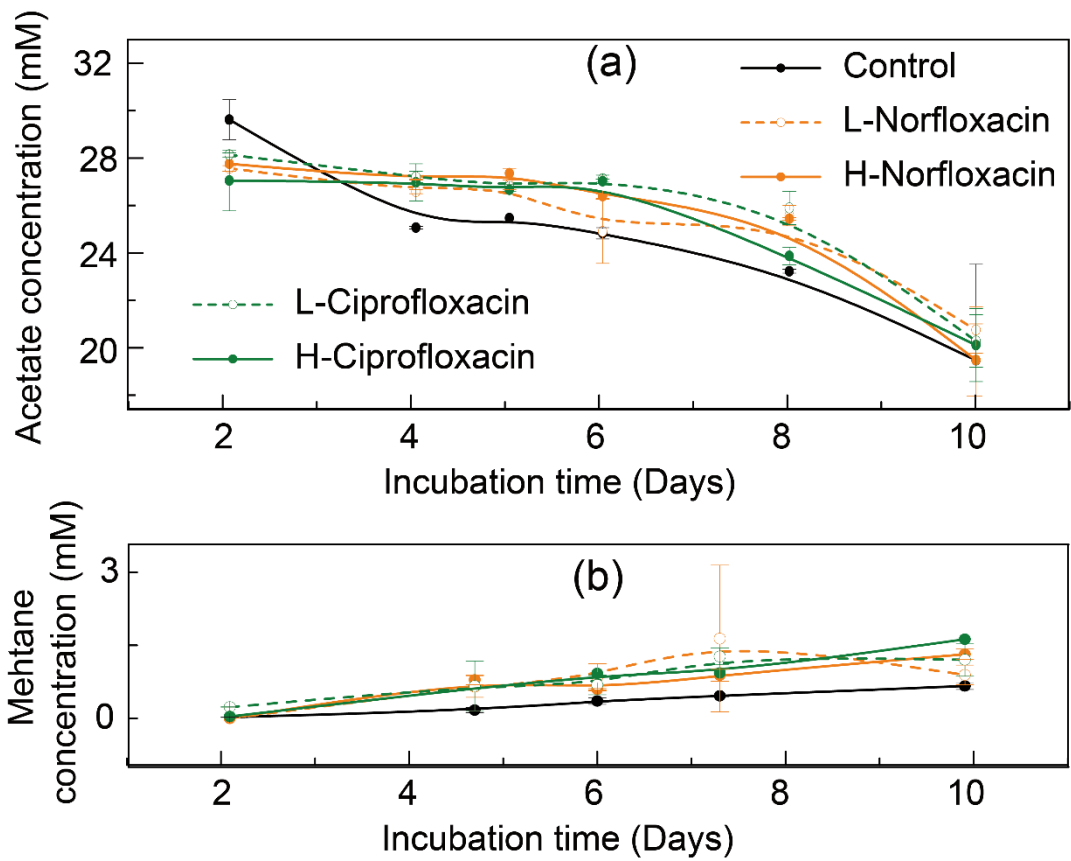 (a)
Acetate concentration (mM)
32
28
24
20
Control
L-Norfloxacin
H-Norfloxacin
L-Ciprofloxacin
H-Ciprofloxacin
2 4 6 8 10
Incubation time (Days)
(b)
Mehtane
concentration (mM)
3
0
2 4 6 8 10
Incubation time (Days)